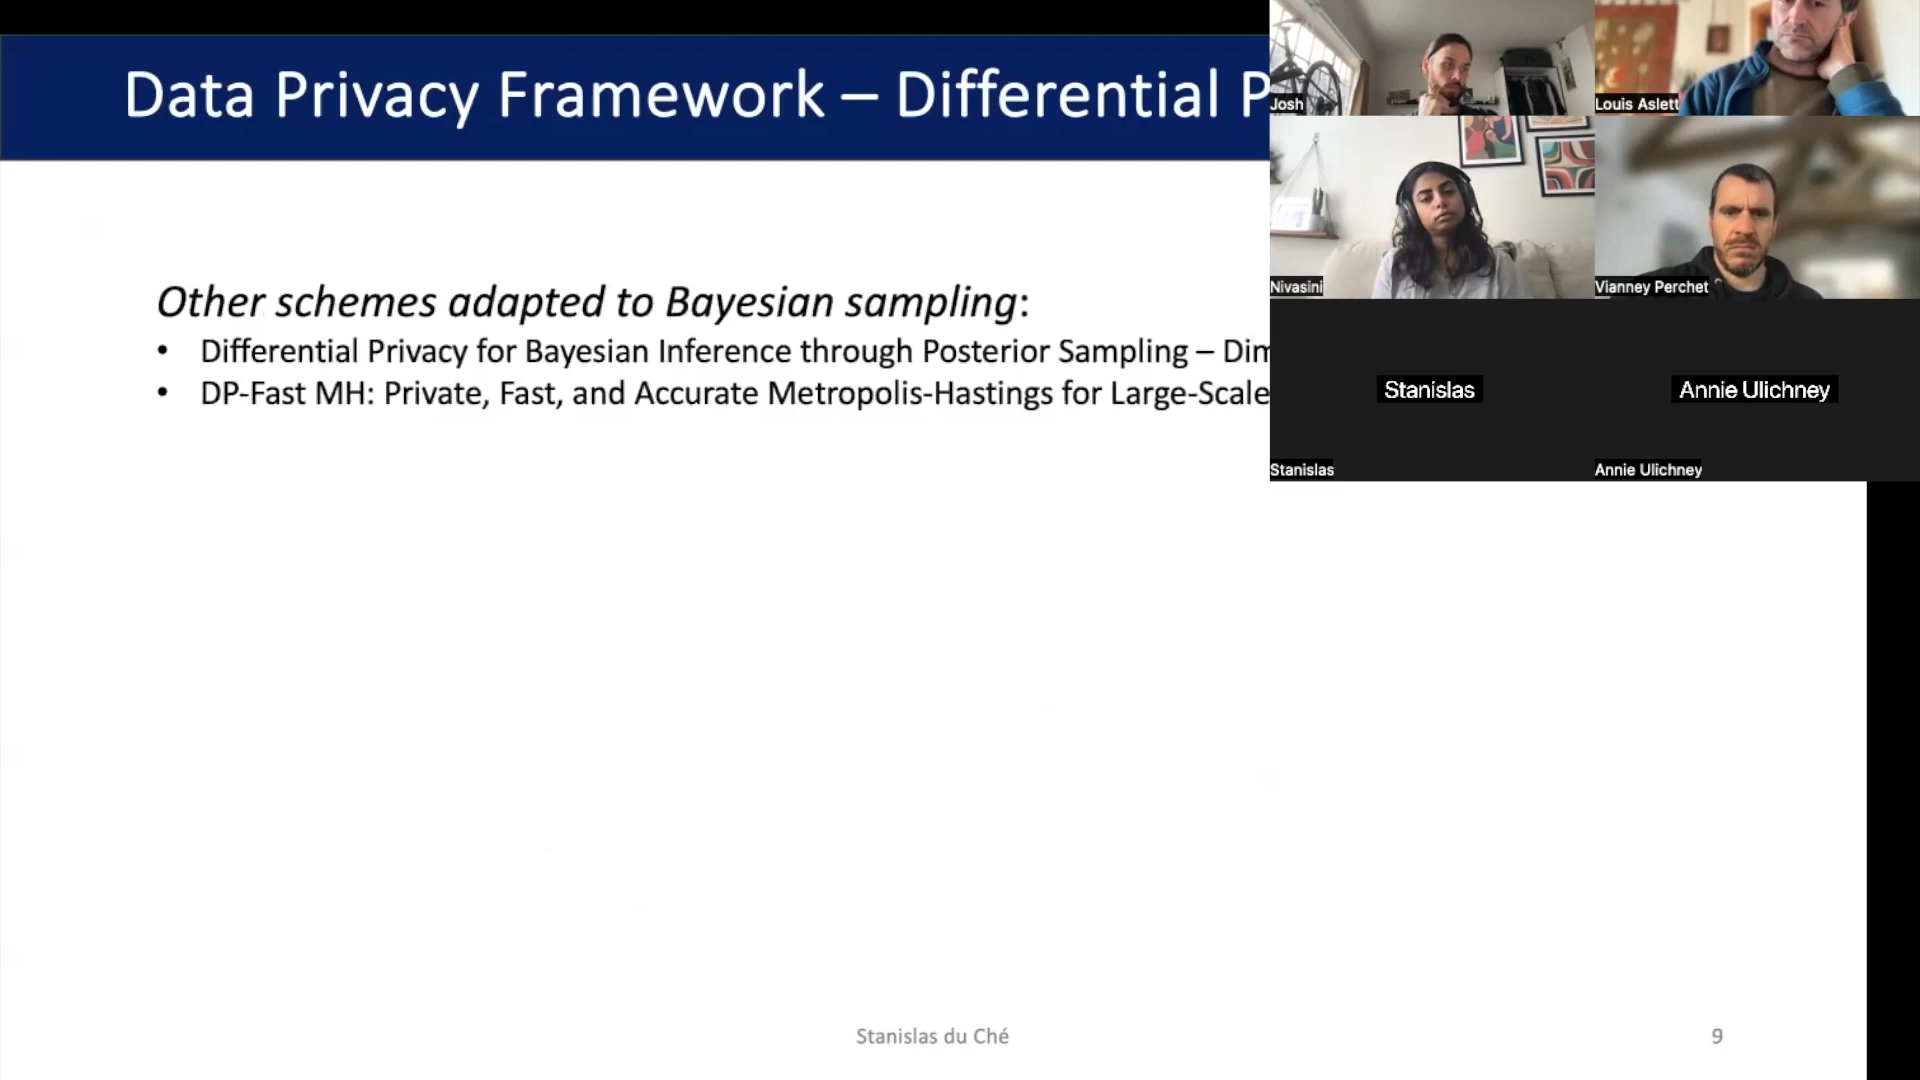 Data Privacy Framework – Differential P
Other schemes adapted to Bayesian sampling:
• Differential Privacy for Bayesian Inference through Posterior Sampling – Dim
• DP-Fast MH: Private, Fast, and Accurate Metropolis-Hastings for Large-Scale
Josh
Louis Aslett
Nivasini
Vianney Perchet
Stanislas
Annie Ulichney
Stanislas
Annie Ulichney
Stanislas du Ché
9